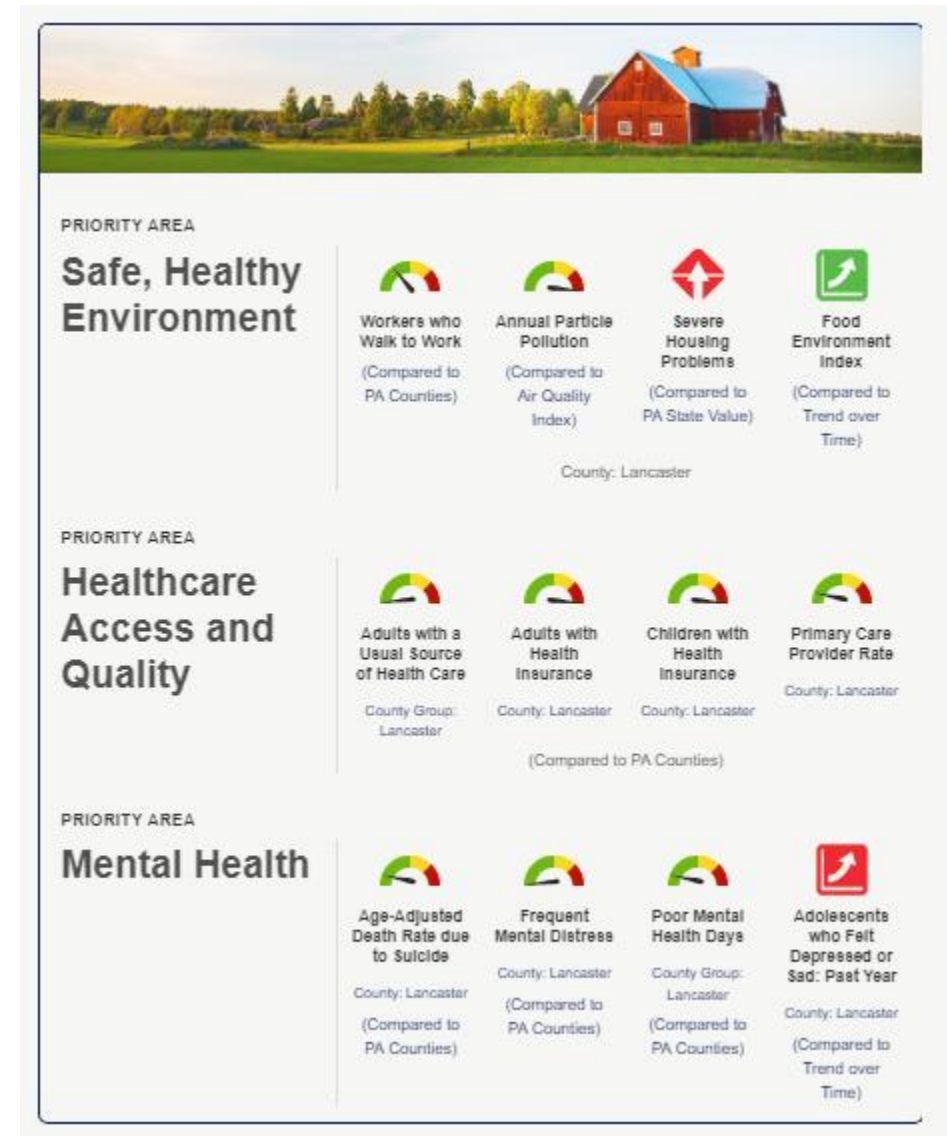 PRIORITY AREA
Safe, Healthy
Environment
Workers who
Walk to Work
(Compared to
PA Counties)
Annual Particle
Pollution
(Compared to
Air Quality
Index)
Severe
Housing
Problems
(Compared to
PA State Value)
Food
Environment
Index
(Compared to
Trend over
Time)
County: Lancaster
PRIORITY AREA
Healthcare
Access and
Quality
Adults with a
Usual Source
of Health Care
County Group:
Lancaster
Adults with
Health
Insurance
County: Lancaster
Children with
Health
Insurance
County: Lancaster
Primary Care
Provider Rate
County: Lancaster
(Compared to PA Counties)
PRIORITY AREA
Mental Health
Age-Adjusted
Death Rate due
to Suicide
County: Lancaster
(Compared to
PA Counties)
Frequent
Mental Distress
County: Lancaster
(Compared to
PA Counties)
Poor Mental
Health Days
County Group:
Lancaster
(Compared to
PA Counties)
Adolescents
who Felt
Depressed or
Sad: Past Year
County: Lancaster
(Compared to
Trend over
Time)